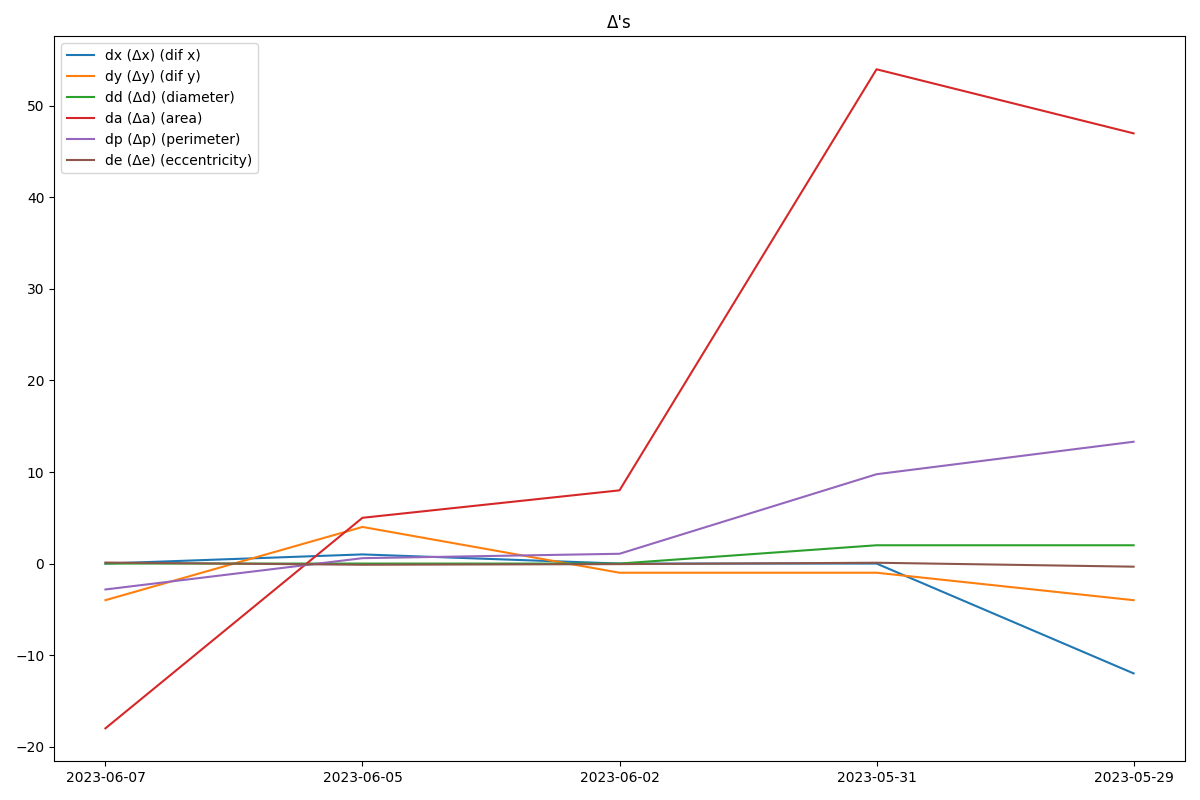 Δ's
dx (Δx) (dif x)
dy (Δy) (dif y)
dd (Δd) (diameter)
da (Δa) (area)
dp (Δp) (perimeter)
de (Δe) (eccentricity)
50
40
30
20
10
0
−10
−20
2023-06-07 2023-06-05 2023-06-02 2023-05-31 2023-05-29